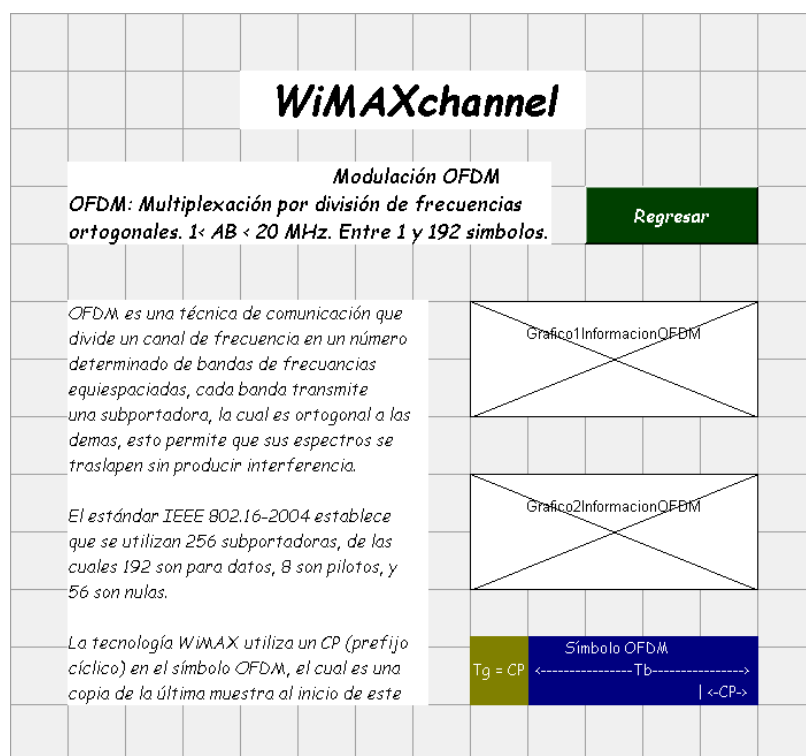 WiMAXchannel
Modulación OFDM
OFDM: Multiplexación por división de frecuencias
ortogonales. 1< AB < 20 MHz. Entre 1 y 192 simbolos.
Regresar
OFDM es una técnica de comunicación que
divide un canal de frecuencia en un número
determinado de bandas de frecuancias
equiespaciadas, cada banda transmite
una subportadora, la cual es ortogonal a las
demas, esto permite que sus espectros se
traslapen sin producir interferencia.
El estándar IEEE 802.16-2004 establece
que se utilizan 256 subportadoras, de las
cuales 192 son para datos, 8 son pilotos, y
56 son nulas.
La tecnología WiMAX utiliza un CP (prefijo
cíclico) en el símbolo OFDM, el cual es una
copia de la última muestra al inicio de este
Grafico1InformacionOFDM
Grafico2InformacionOFDM
Símbolo OFDM
Tg = CP <----------------Tb---------------->
| <-CP->